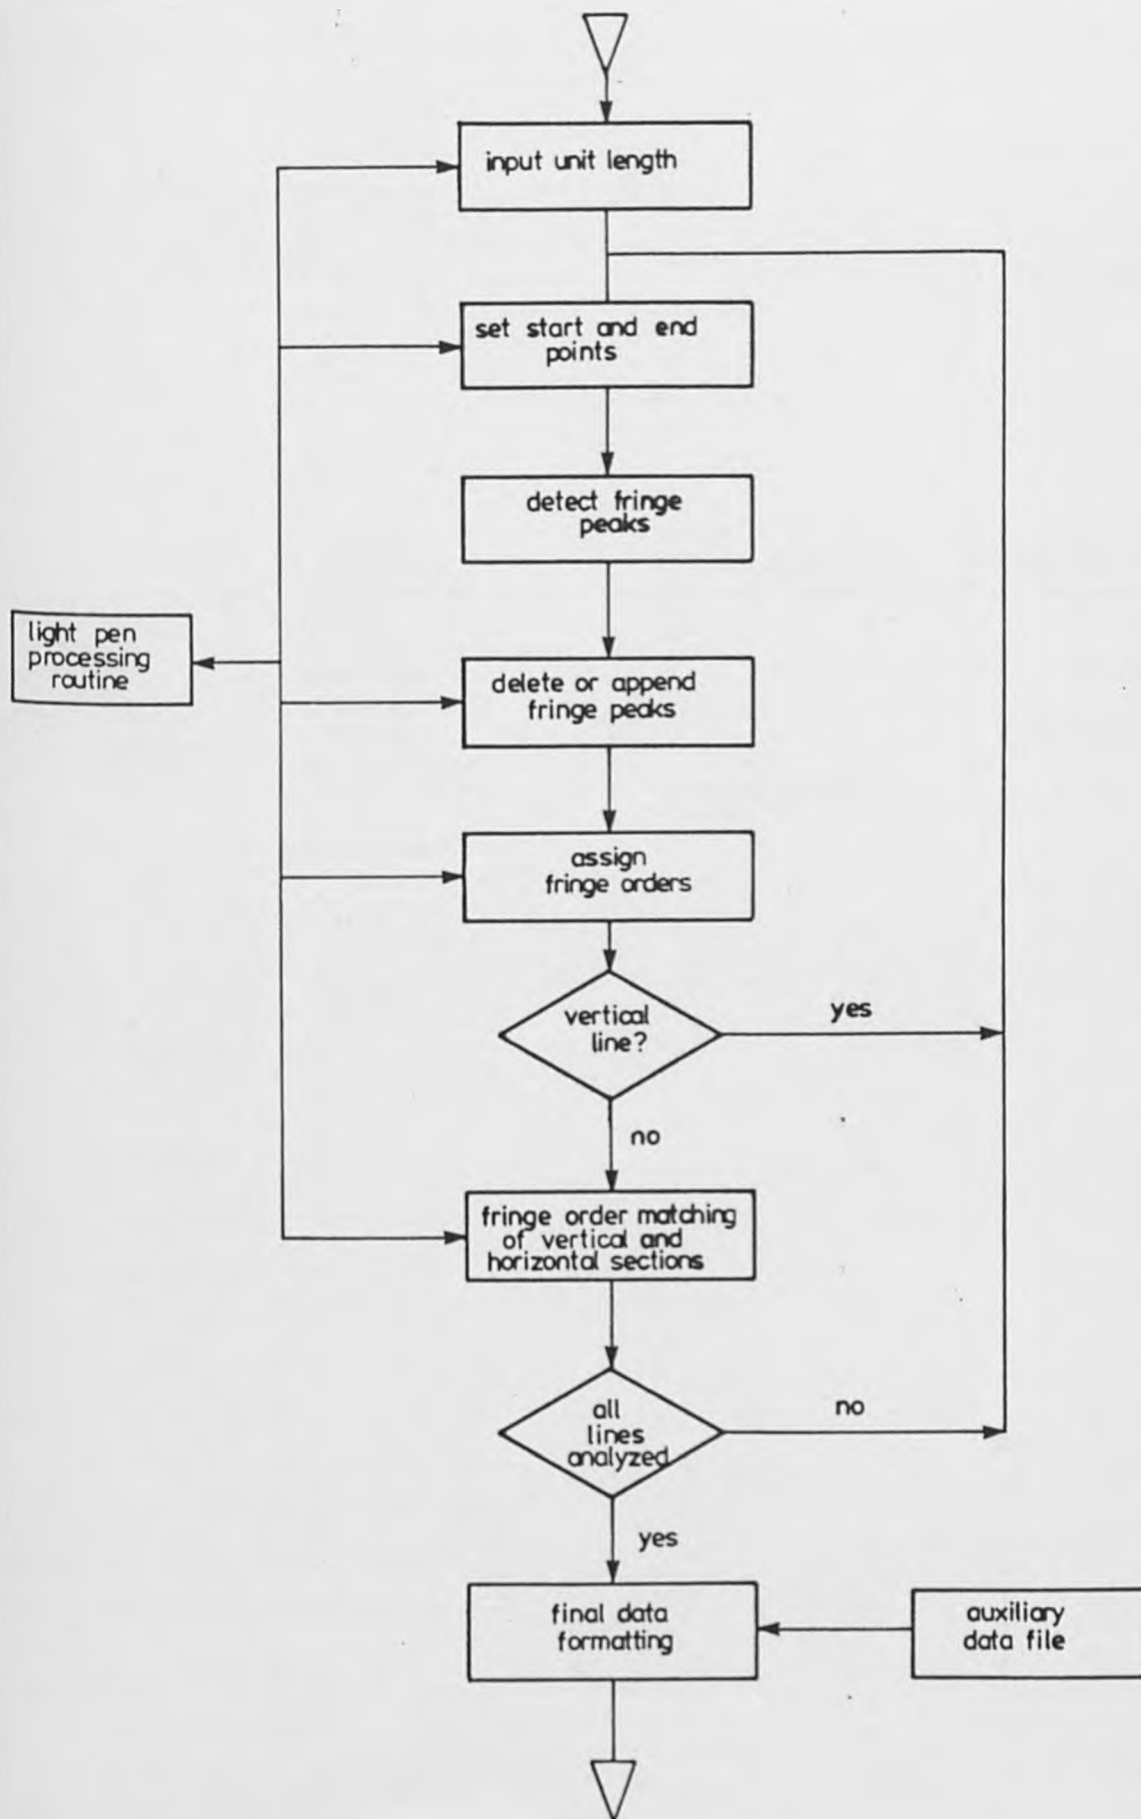 input unit length
set start and end
points
detect fringe
peaks
light pen
processing
routine
delete or append
fringe peaks
assign
fringe orders
vertical
line?
yes
no
fringe order matching
of vertical and
horizontal sections
all
lines
analyzed
no
yes
final data
formatting
auxiliary
data file